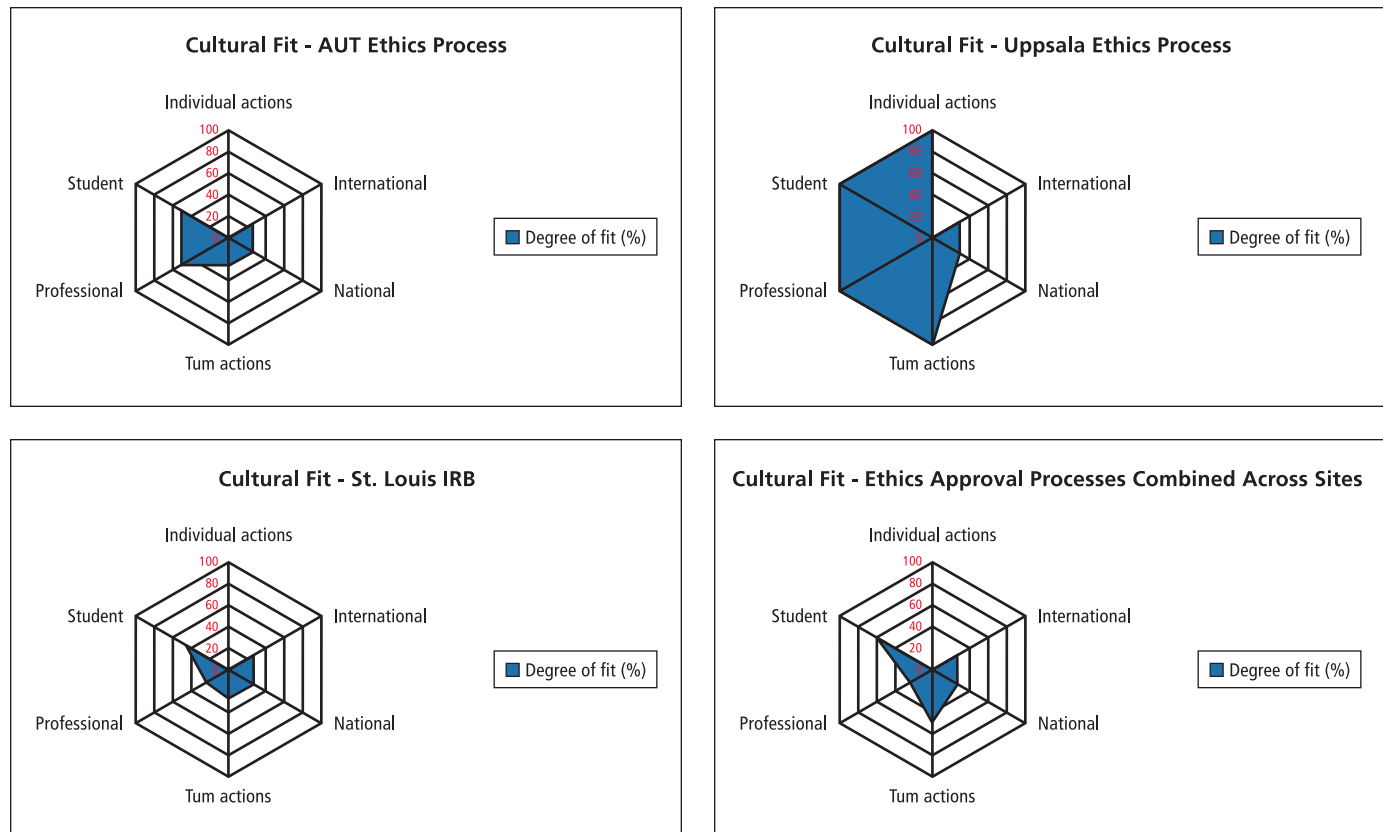 Cultural Fit - AUT Ethics Process
Individual actions
100
80
60
40
20
0
Student
International
Professional
National
Tum actions
Degree of fit (%)
Cultural Fit - Uppsala Ethics Process
Individual actions
100
80
60
40
20
0
Student
International
Professional
National
Tum actions
Degree of fit (%)
Cultural Fit - St. Louis IRB
Individual actions
100
80
60
40
20
0
Student
International
Professional
National
Tum actions
Degree of fit (%)
Cultural Fit - Ethics Approval Processes Combined Across Sites
Individual actions
100
80
60
40
20
0
Student
International
Professional
National
Tum actions
Degree of fit (%)